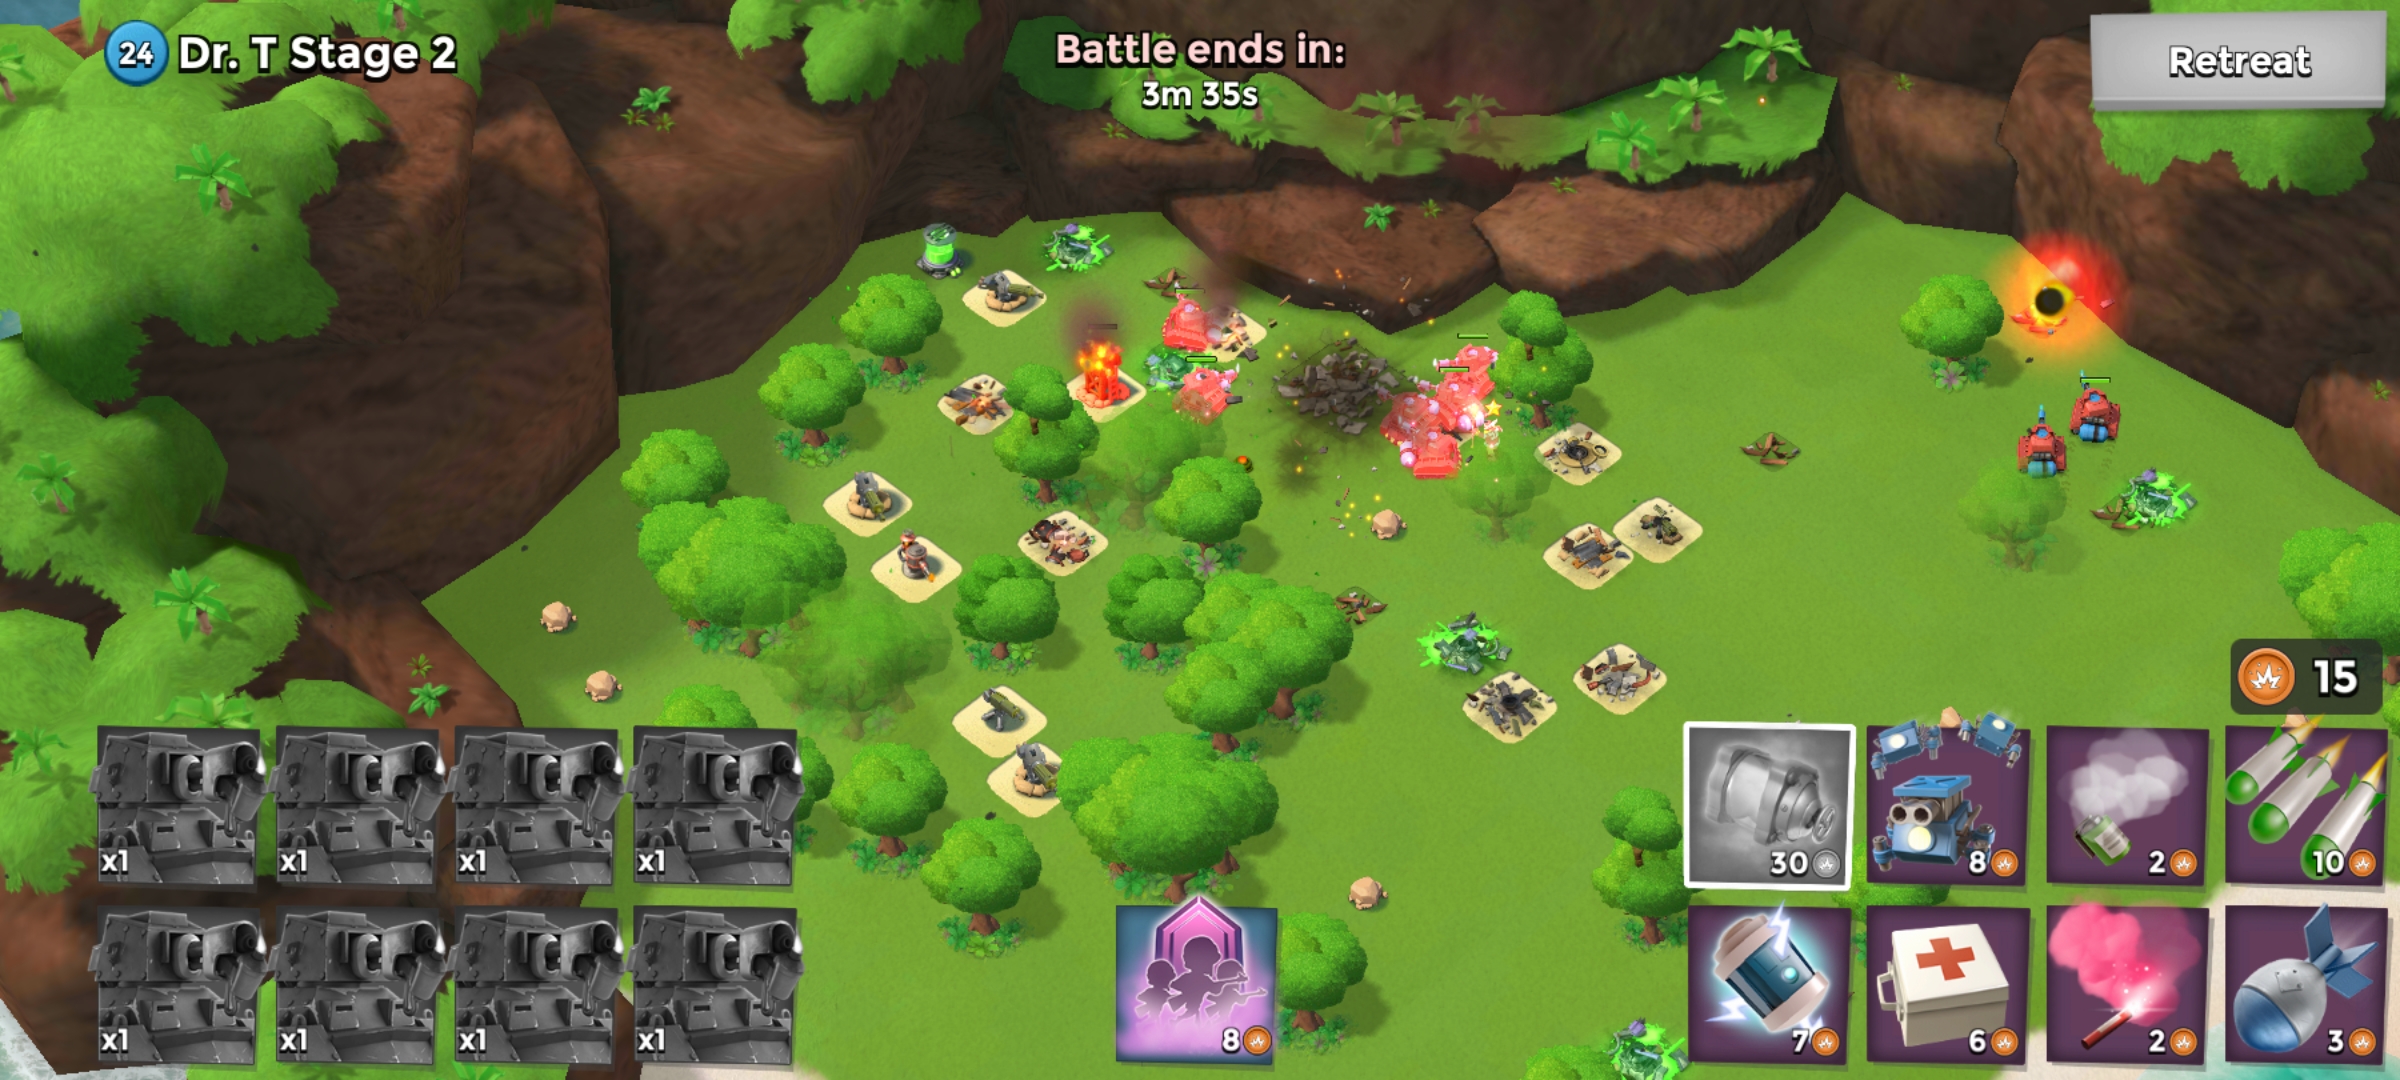 24 Dr. T Stage 2
Battle ends in:
3m 35s
Retreat
15
x1 x1 x1 x1
30 8 2 10
x1 x1 x1 x1
8
7 6 2 3